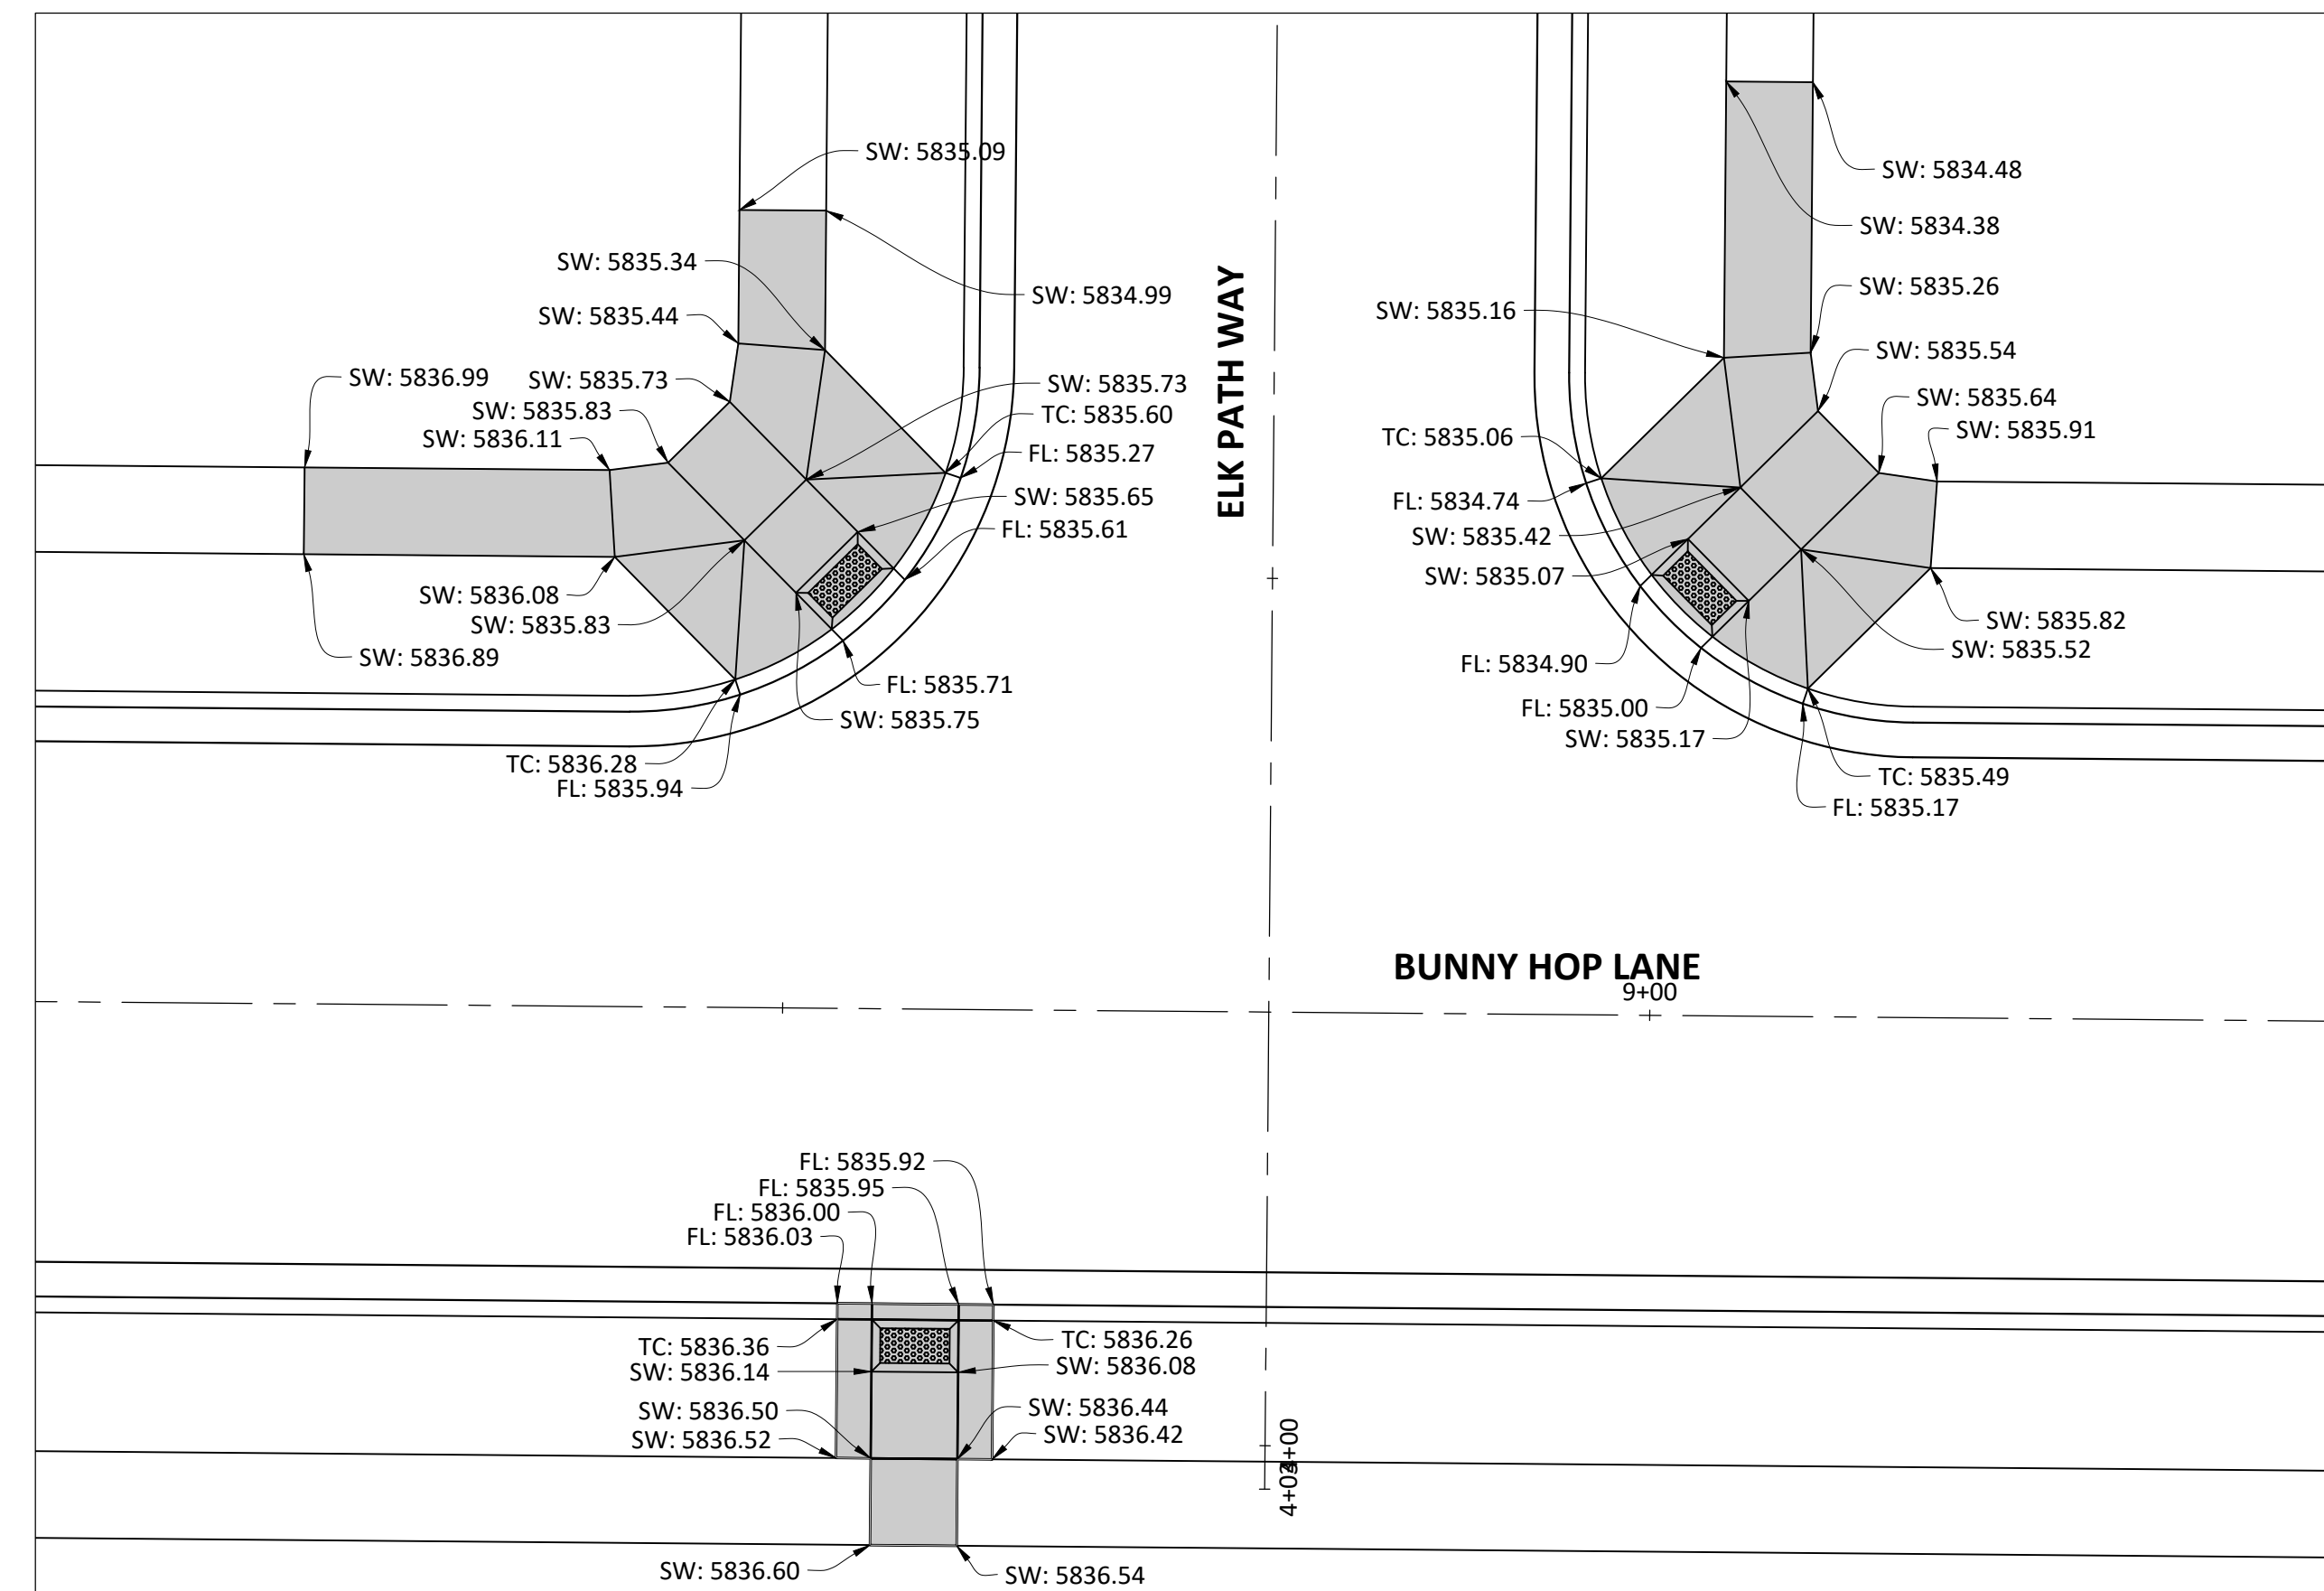 SW: 5835.09
SW: 5835.34
SW: 5834.99
SW: 5835.44
SW: 5836.99
SW: 5835.73
SW: 5835.73
SW: 5835.83
TC: 5835.60
SW: 5836.11
FL: 5835.27
SW: 5835.65
FL: 5835.61
SW: 5836.08
SW: 5835.83
SW: 5836.89
FL: 5835.71
SW: 5835.75
TC: 5836.28
FL: 5835.94
ELK PATH WAY
SW: 5834.48
SW: 5834.38
SW: 5835.26
SW: 5835.16
SW: 5835.54
SW: 5835.64
SW: 5835.91
TC: 5835.06
FL: 5834.74
SW: 5835.42
SW: 5835.07
SW: 5835.82
SW: 5835.52
FL: 5834.90
FL: 5835.00
SW: 5835.17
TC: 5835.49
FL: 5835.17
BUNNY HOP LANE
9+00
FL: 5835.92
FL: 5835.95
FL: 5836.00
FL: 5836.03
TC: 5836.36
TC: 5836.26
SW: 5836.14
SW: 5836.08
SW: 5836.50
SW: 5836.44
SW: 5836.52
SW: 5836.42
SW: 5836.60
SW: 5836.54